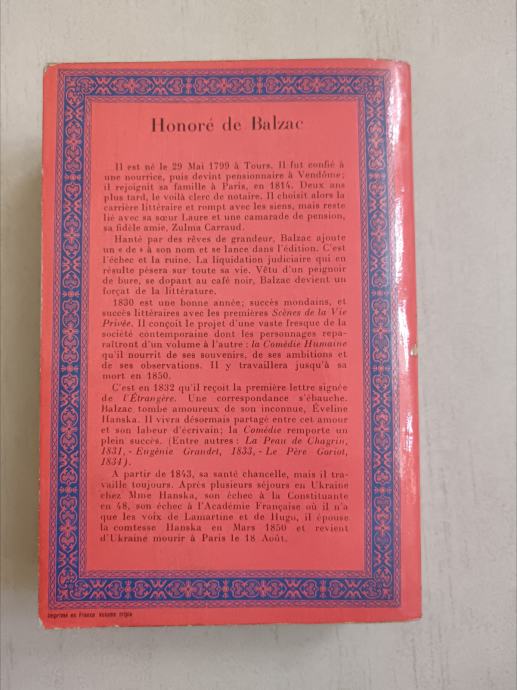 Honoré de Balzac
Il est né le 29 Mai 1799 à Tours. Il fut confié à
une nourrice, puis devint pensionnaire à Vendôme;
il rejoignit sa famille à Paris, en 1814. Deux ans
plus tard, le voilà clerc de notaire. Il choisit alors la
carrière littéraire et rompt avec les siens, mais reste
lié avec sa sœur Laure et une camarade de pension,
sa fidèle amie, Zulma Carraud.
Hanté par des rêves de grandeur, Balzac ajoute
un « de » à son nom et se lance dans l'édition. C'est
l'échec et la ruine. La liquidation judiciaire qui en
résulte pèsera sur toute sa vie. Vêtu d'un peignoir
de bure, se dopant au café noir, Balzac devient un
forçat de la littérature.
1830 est une bonne année; succès mondains, et
succès littéraires avec les premières Scènes de la Vie
Privée. Il conçoit le projet d'une vaste fresque de la
société contemporaine dont les personnages repa-
raîtront d'un volume à l'autre : la Comédie Humaine
qu'il nourrit de ses souvenirs, de ses ambitions et
de ses observations. Il y travaillera jusqu'à sa
mort en 1850.
C'est en 1832 qu'il reçoit la première lettre signée
de l'Étrangère. Une correspondance s'ébauche.
Balzac tombé amoureux de son inconnue, Éveline
Hanska. Il vivra désormais partagé entre cet amour
et son labeur d'écrivain; la Comédie remporte un
plein succès. (Entre autres : La Peau de Chagrin,
1831, - Eugénie Grandet, 1833, - Le Père Goriot,
1834).
A partir de 1843, sa santé chancelle, mais il tra-
vaille toujours. Après plusieurs séjours en Ukraine
chez Mme Hanska, son échec à la Constituante
en 48, son échec à l'Académie Française où il n'a
que les voix de Lamartine et de Hugo, il épouse
la comtesse Hanska en Mars 1850 et revient
d'Ukraine mourir à Paris le 18 Août.
Imprimé en France Volume triple